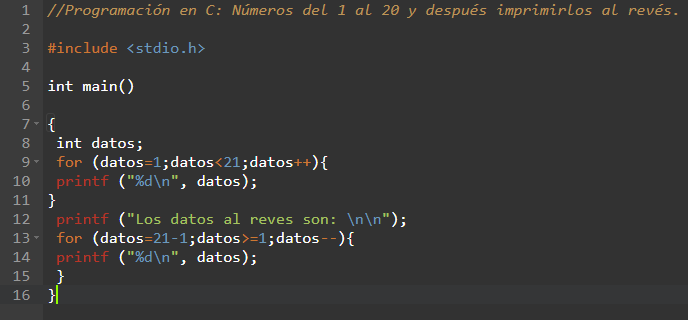 1 //Programación en C: Números del 1 al 20 y después imprimirlos al revés.
2
3 #include <stdio.h>
4
5 int main()
6
7 {
8  int datos;
9  for (datos=1;datos<21;datos++){
10  printf ("%d\n", datos);
11 }
12  printf ("Los datos al reves son: \n\n");
13  for (datos=21-1;datos>=1;datos--){
14  printf ("%d\n", datos);
15  }
16 }